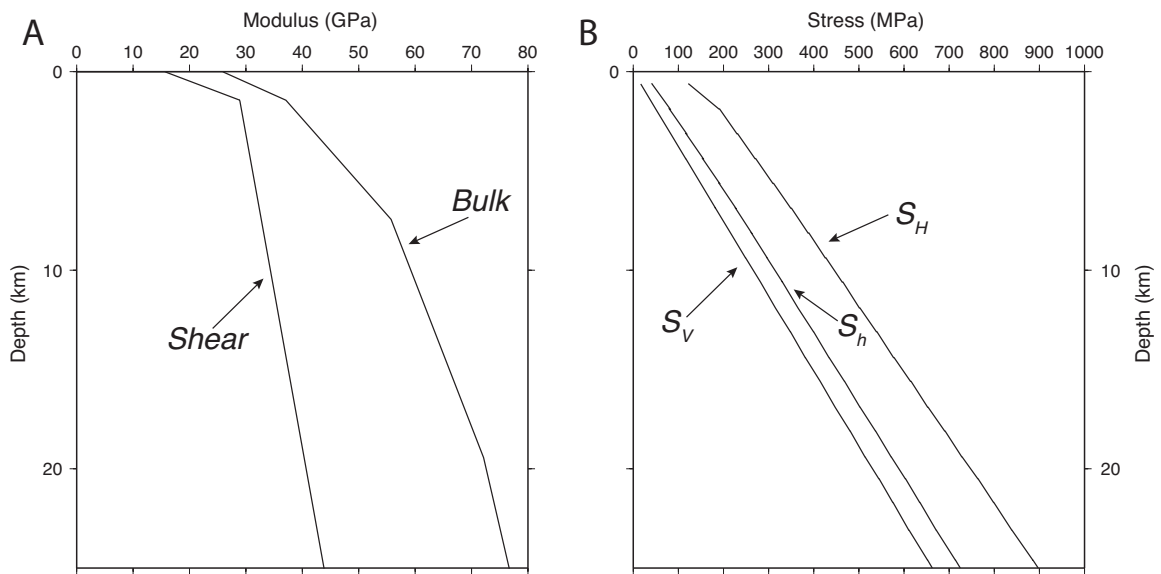 A
Modulus (GPa)
0 10 20 30 40 50 60 70 80
0
10
20
Depth (km)
Bulk
Shear
B
Stress (MPa)
0 100 200 300 400 500 600 700 800 900 1000
0
10
20
Depth (km)
S_H
S_V
S_h